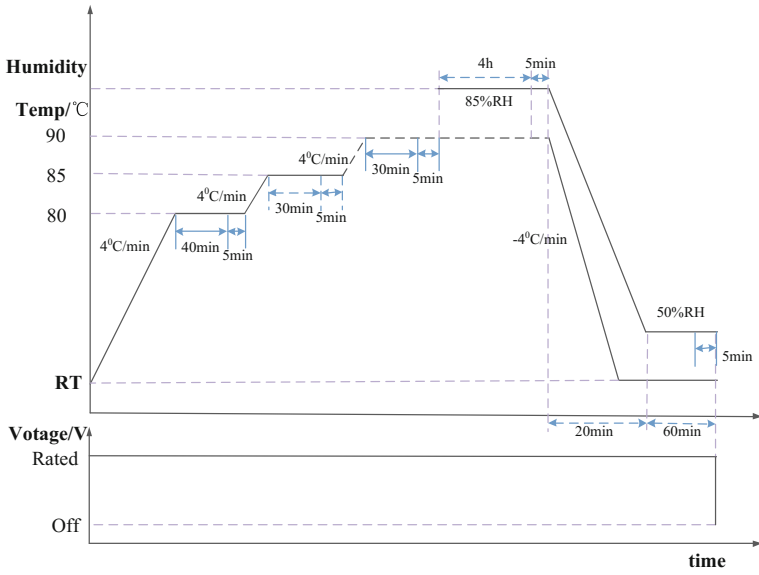 4h
5min
Humidity
85%RH
Temp/℃
90
4⁰C/min
30min
5min
85
4⁰C/min
30min
5min
80
4⁰C/min
40min
5min
-4⁰C/min
50%RH
5min
RT
20min
60min
Votage/V
Rated
Off
time